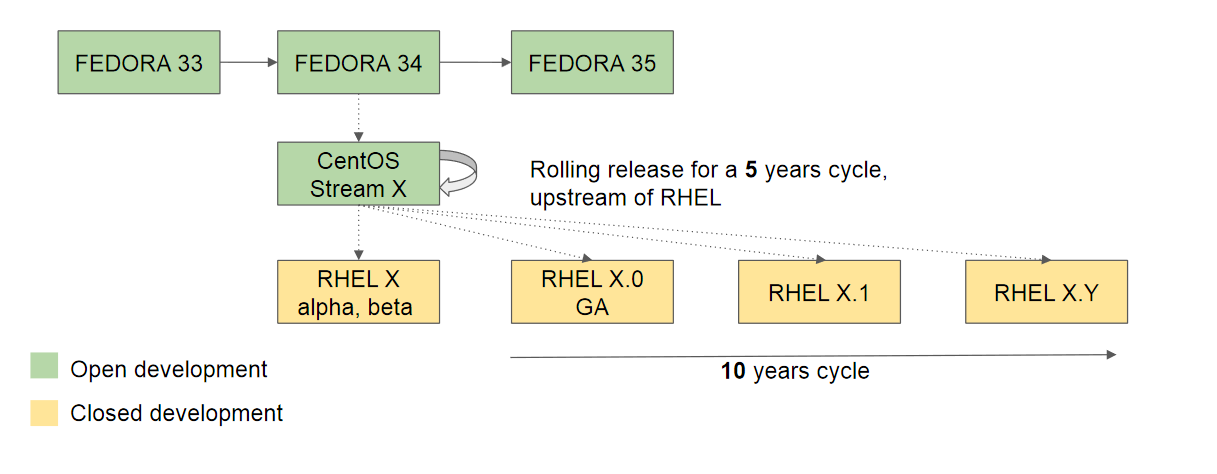 FEDORA 33
FEDORA 34
FEDORA 35
CentOS
Stream X
Rolling release for a 5 years cycle,
upstream of RHEL
RHEL X
alpha, beta
RHEL X.0
GA
RHEL X.1
RHEL X.Y
10 years cycle
Open development
Closed development